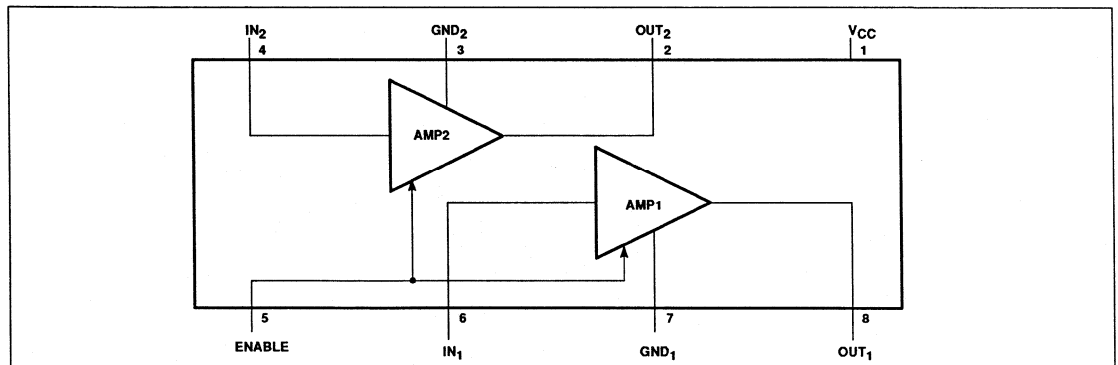 IN2 GND2 OUT2 VCC
4 3 2 1
AMP2
AMP1
5 6 7 8
ENABLE IN1 GND1 OUT1